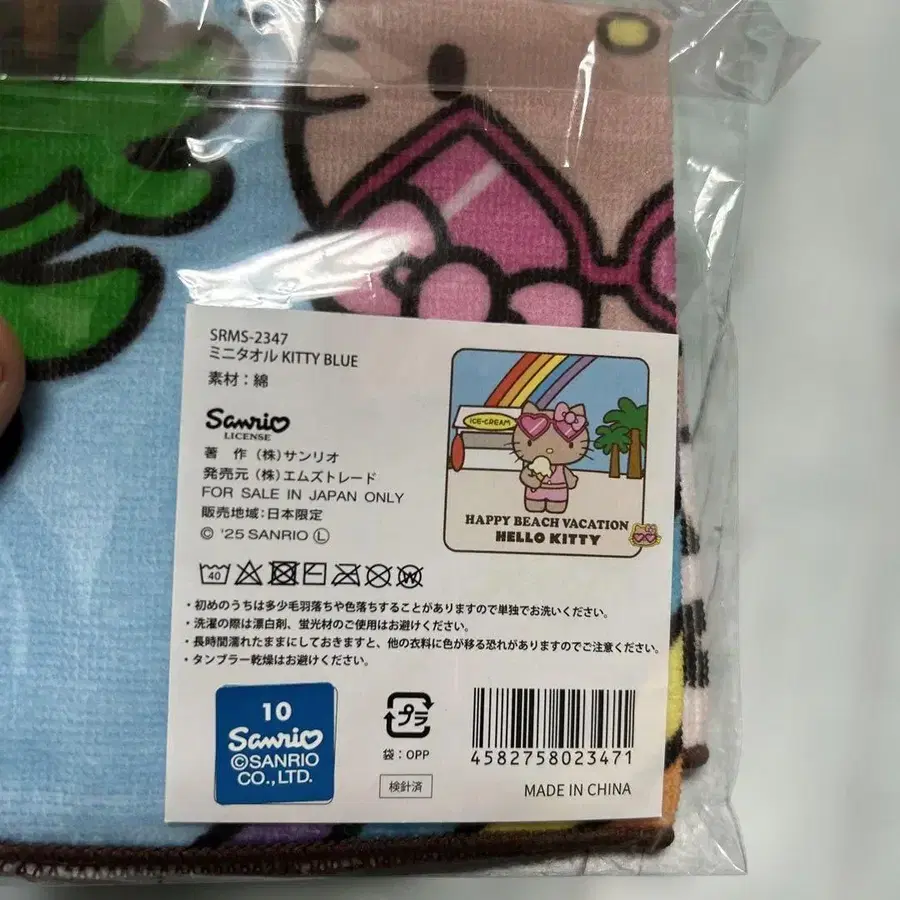 SRMS-2347
ミニタオル KITTY BLUE
素材：綿
Sanrio
LICENSE
著 作（株）サンリオ
発売元（株）エムズトレード
FOR SALE IN JAPAN ONLY
販売地域:日本限定
© '25 SANRIO Ⓛ
ICE-CREAM
HAPPY BEACH VACATION
HELLO KITTY
40
W
・初めのうちは多少毛羽落ちや色落ちすることがありますので単独でお洗いください。
・洗濯の際は漂白剤、蛍光材のご使用はお避けください。
・長時間濡れたままにしておきますと、他の衣料に色が移る恐れがありますのでご注意ください。
・タンブラー乾燥はお避けください。
10
Sanrio
©SANRIO
CO.,LTD.
プラ
袋：OPP
検針済
4582758023471
MADE IN CHINA